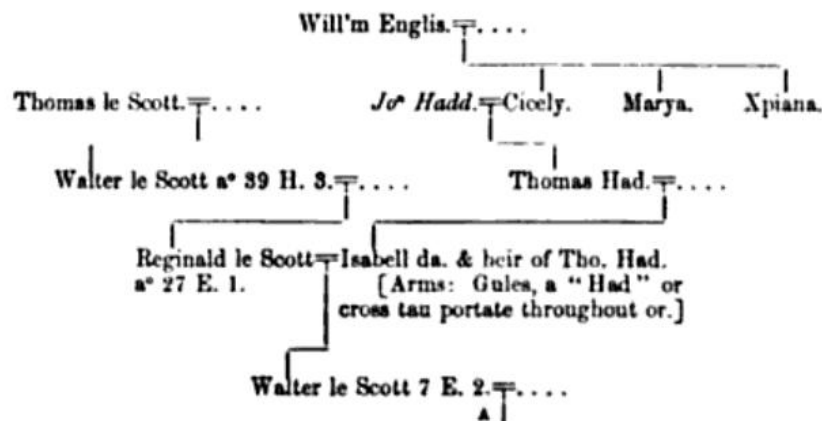 Will'm Englis. . . . .
Thomas le Scott. . . . . Joⁿ Hadd. Cicely. Marya. Xpiana.
Walter le Scott a° 39 H. 3. . . . . Thomas Had. . . . .
Reginald le Scott Isabell da. & heir of Tho. Had.
a° 27 E. 1. [Arms: Gules, a "Had" or
cross tau portate throughout or.]
Walter le Scott 7 E. 2. . . . .
A